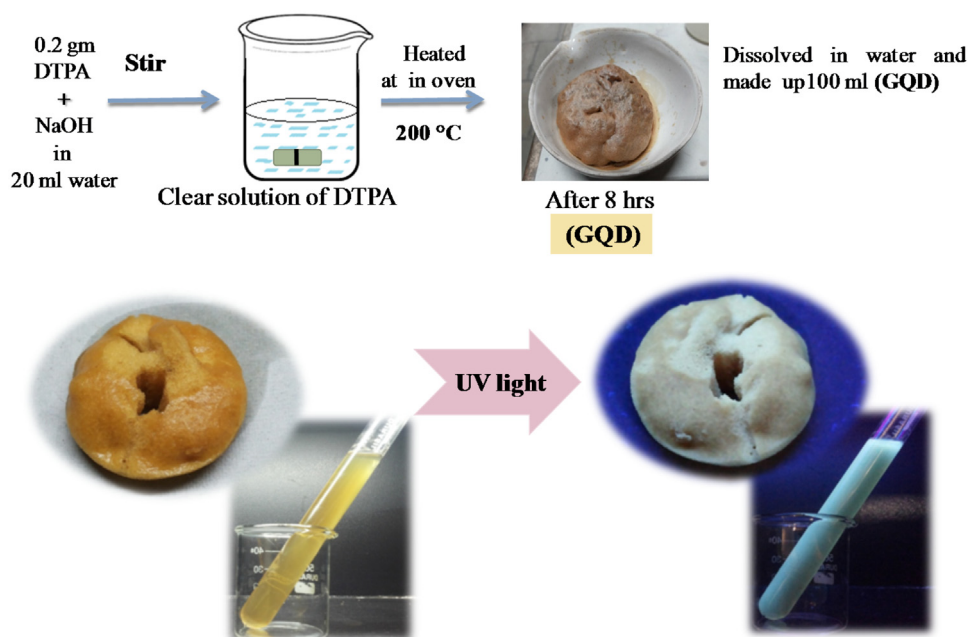 0.2 gm
DTPA
+
NaOH
in
20 ml water
Stir
Clear solution of DTPA
Heated
at in oven
200 °C
After 8 hrs
(GQD)
Dissolved in water and
made up100 ml (GQD)
UV light